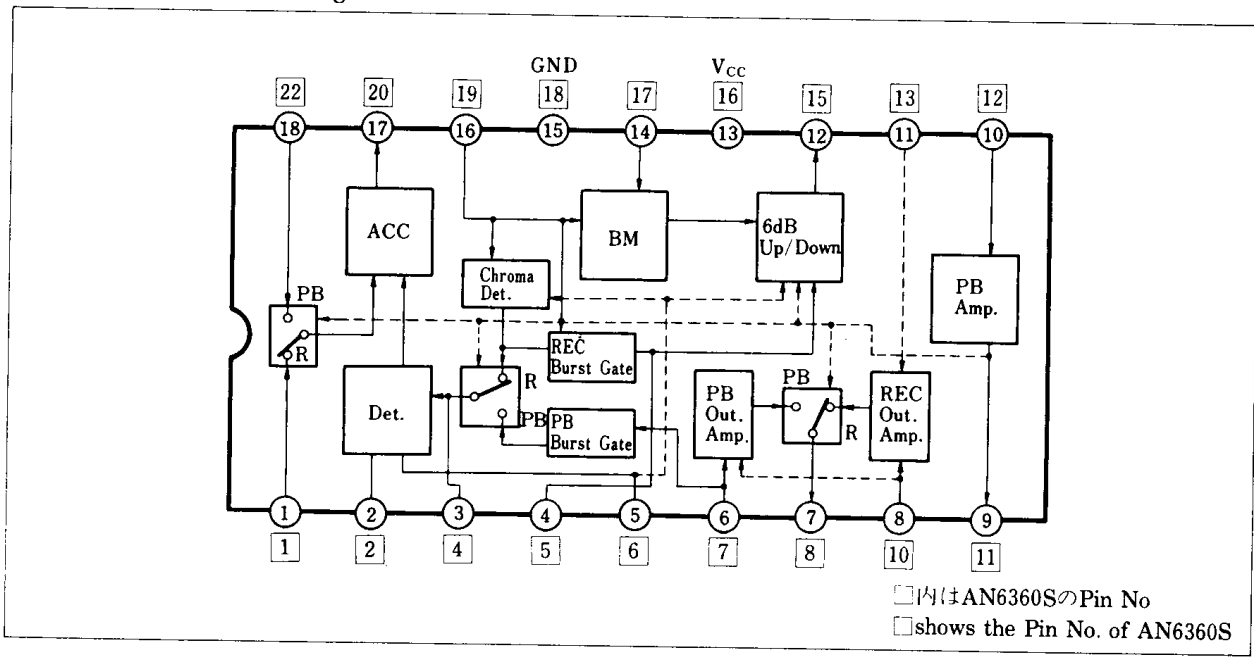 GND
V_CC
22 20 19 18 17 16 15 13 12
18 17 16 15 14 13 12 11 10
ACC
BM
6dB
Up/Down
Chroma
Det.
PB
Amp.
PB
R
REC
Burst Gate
R
Det.
PB
PB
Burst Gate
PB
Out.
Amp.
PB
R
REC
Out.
Amp.
1 2 3 4 5 6 7 8 9
1 2 4 5 6 7 8 10 11
□内はAN6360SのPin No
□shows the Pin No. of AN6360S